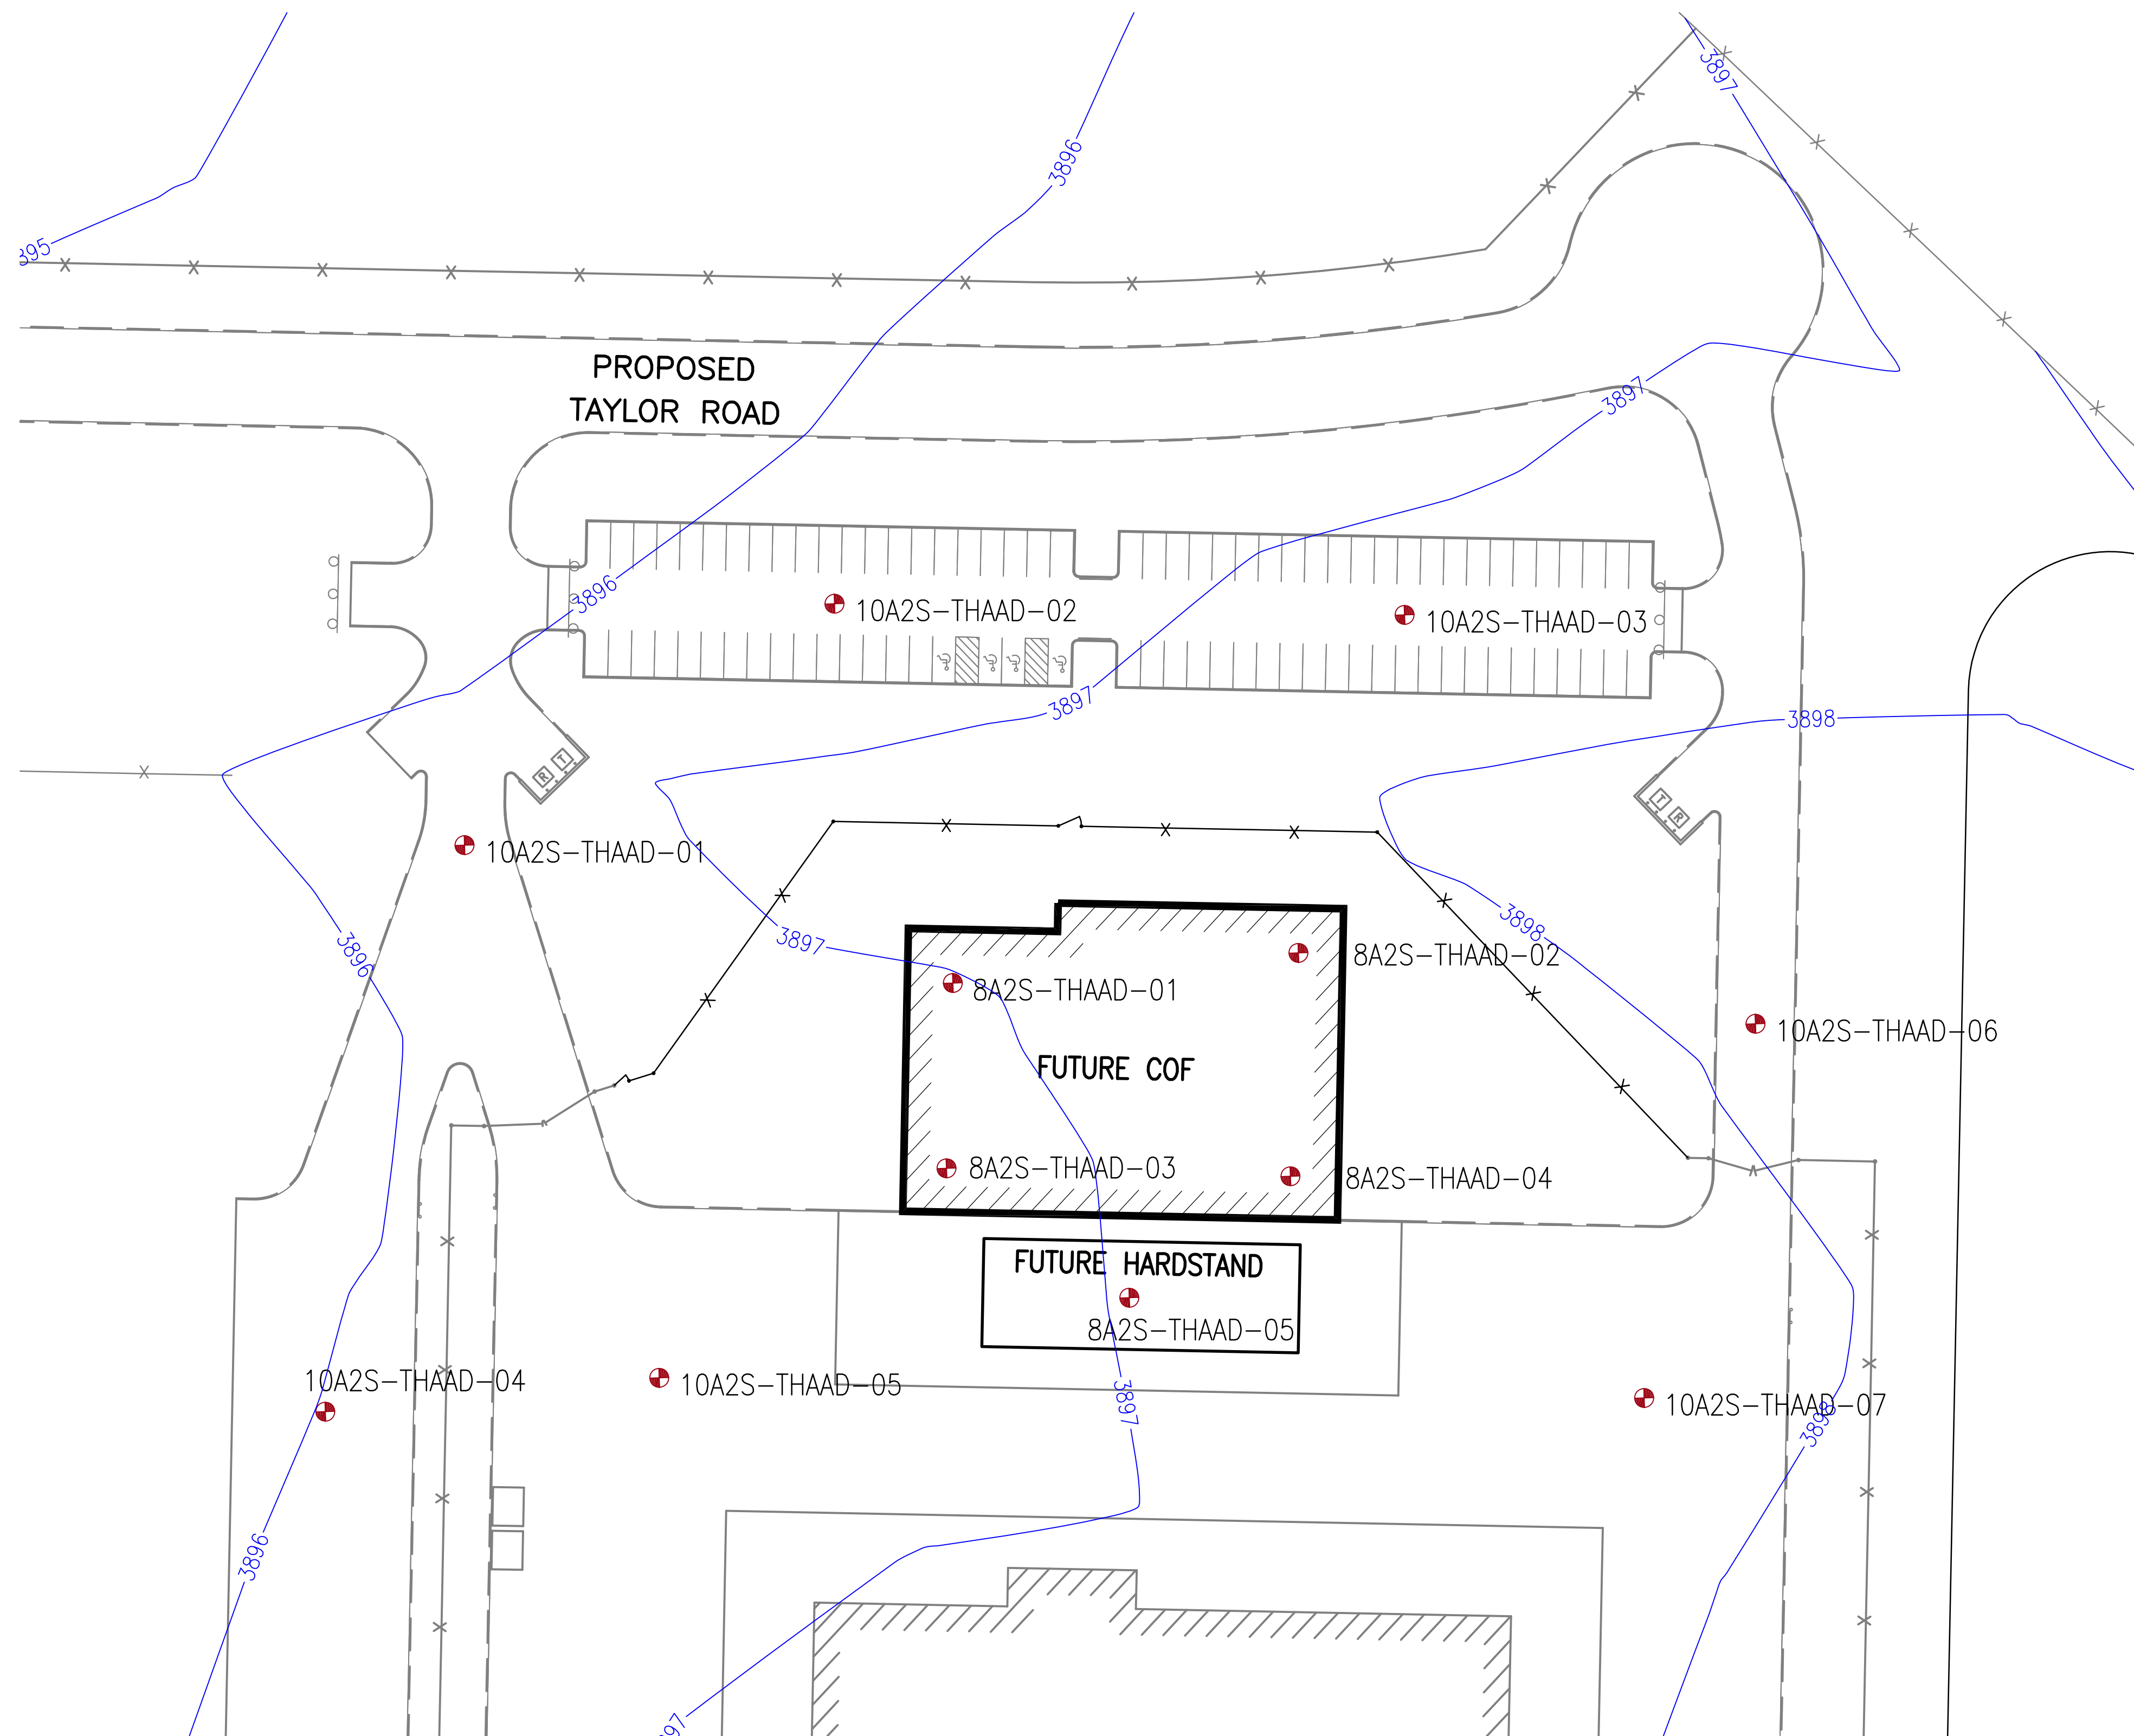 3897
3896
395
PROPOSED
TAYLOR ROAD
3897
3896
10A2S-THAAD-02
10A2S-THAAD-03
3897
3898
R T
T R
10A2S-THAAD-01
3896
3897
3898
8A2S-THAAD-02
8A2S-THAAD-01
10A2S-THAAD-06
FUTURE COF
8A2S-THAAD-03
8A2S-THAAD-04
FUTURE HARDSTAND
8A2S-THAAD-05
10A2S-THAAD-04
10A2S-THAAD-05
3897
10A2S-THAAD-07
3898
3896
97